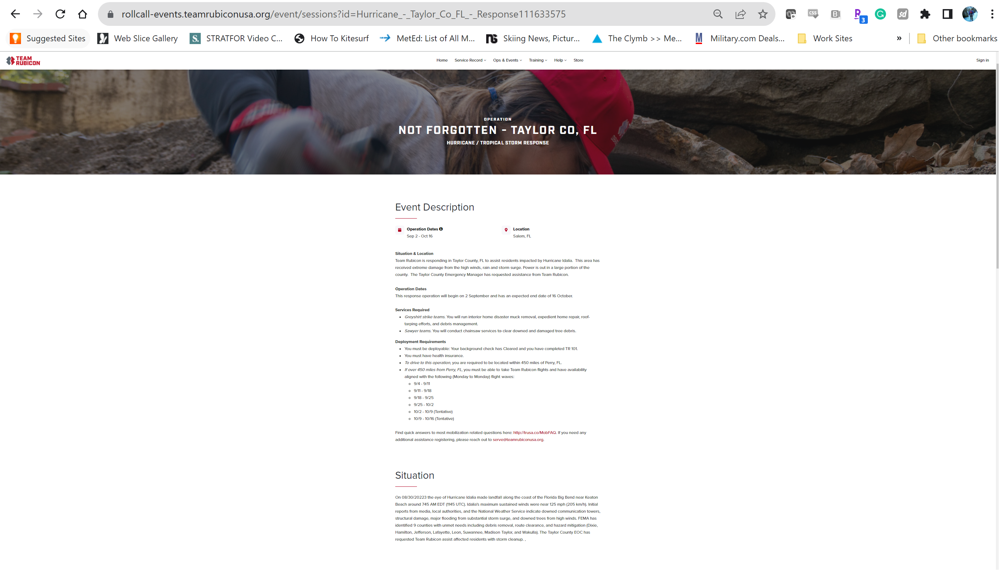 rollcall-events.teamrubiconusa.org/event/sessions?id=Hurricane_-_Taylor_Co_FL_-_Response111633575
CSS
B
3
G
sd
Suggested Sites
Web Slice Gallery
S.
STRATFOR Video C...
How To Kitesurf
MetEd: List of All M...
ns
Skiing News, Pictur...
The Clymb >> Me...
M
Military.com Deals...
Work Sites
»
Other bookmarks
TEAM
RUBICON
Home
Service Record
Ops & Events
Training
Help
Store
Sign in
OPERATION
NOT FORGOTTEN - TAYLOR CO, FL
HURRICANE / TROPICAL STORM RESPONSE
Event Description
Operation Dates
Sep 2 - Oct 16
Location
Salem, FL
Situation & Location
Team Rubicon is responding in Taylor County, FL to assist residents impacted by Hurricane Idalia.  This area has
received extreme damage from the high winds, rain and storm surge. Power is out in a large portion of the
county.  The Taylor County Emergency Manager has requested assistance from Team Rubicon.
Operation Dates
This response operation will begin on 2 September and has an expected end date of 16 October.
Services Required
• Greyshirt strike teams. You will run interior home disaster muck removal, expedient home repair, roof-
tarping efforts, and debris management.
• Sawyer teams. You will conduct chainsaw services to clear downed and damaged tree debris.
Deployment Requirements
• You must be deployable: Your background check has Cleared and you have completed TR 101.
• You must have health insurance.
• To drive to this operation, you are required to be located within 450 miles of Perry, FL.
• If over 450 miles from Perry, FL, you must be able to take Team Rubicon flights and have availability
aligned with the following (Monday to Monday) flight waves:
◦ 9/4 - 9/11
◦ 9/11 - 9/18
◦ 9/18 - 9/25
◦ 9/25 - 10/2
◦ 10/2 - 10/9 (Tentative)
◦ 10/9 - 10/16 (Tentative)
Find quick answers to most mobilization related questions here: http://trusa.co/MobFAQ. If you need any
additional assistance registering, please reach out to serve@teamrubiconusa.org.
Situation
On 08/30/20223 the eye of Hurricane Idalia made landfall along the coast of the Florida Big Bend near Keaton
Beach around 745 AM EDT (1145 UTC). Idalia's maximum sustained winds were near 125 mph (205 km/h). Initial
reports from media, local authorities, and the National Weather Service indicate downed communication towers,
structural damage, major flooding from substantial storm surge, and downed trees from high winds. FEMA has
identified 9 counties with unmet needs including debris removal, route clearance, and hazard mitigation (Dixie,
Hamilton, Jefferson, Lafayette, Leon, Suwannee, Madison Taylor, and Wakulla). The Taylor County EOC has
requested Team Rubicon assist affected residents with storm cleanup. ,